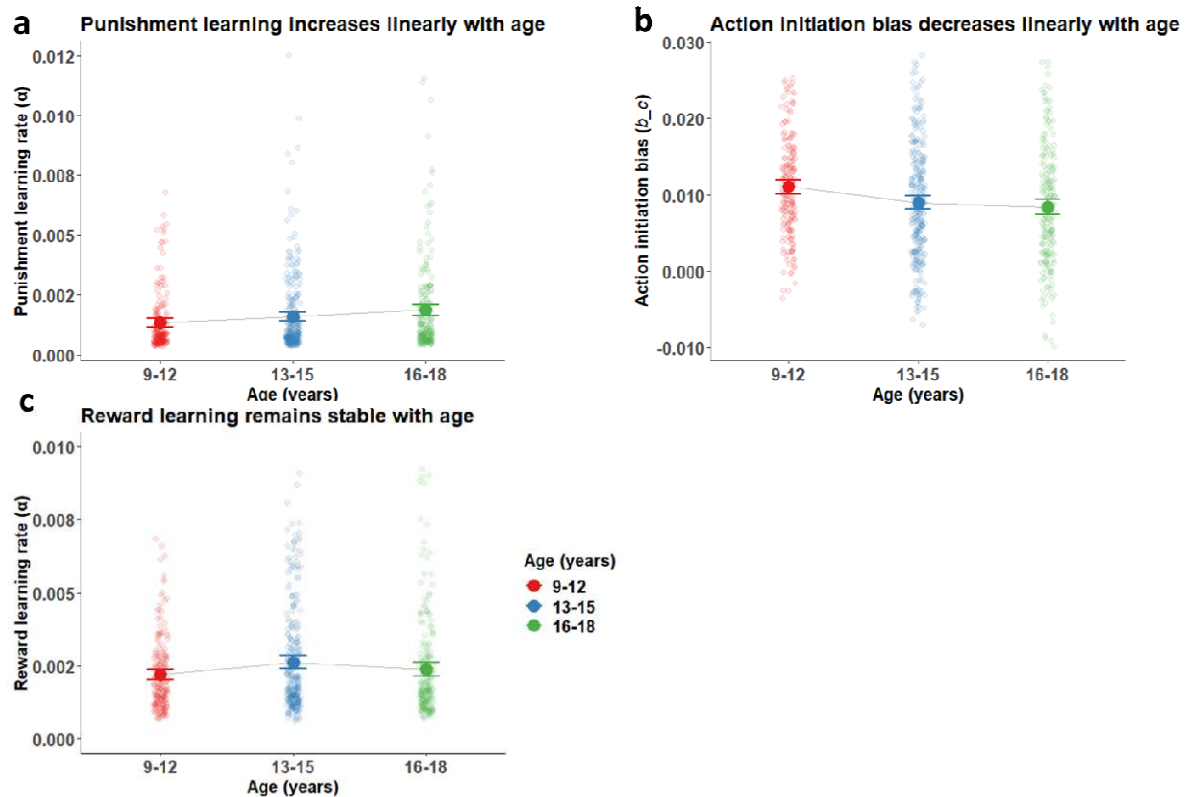 a
Punishment learning increases linearly with age
Punishment learning rate (α)
0.012
0.010
0.008
0.005
0.002
0.000
9-12
13-15
16-18
Age (years)
b
Action initiation bias decreases linearly with age
Action initiation bias (b_c)
0.030
0.020
0.010
0.000
-0.010
9-12
13-15
16-18
Age (years)
c
Reward learning remains stable with age
Reward learning rate (α)
0.010
0.008
0.005
0.002
0.000
9-12
13-15
16-18
Age (years)
Age (years)
9-12
13-15
16-18